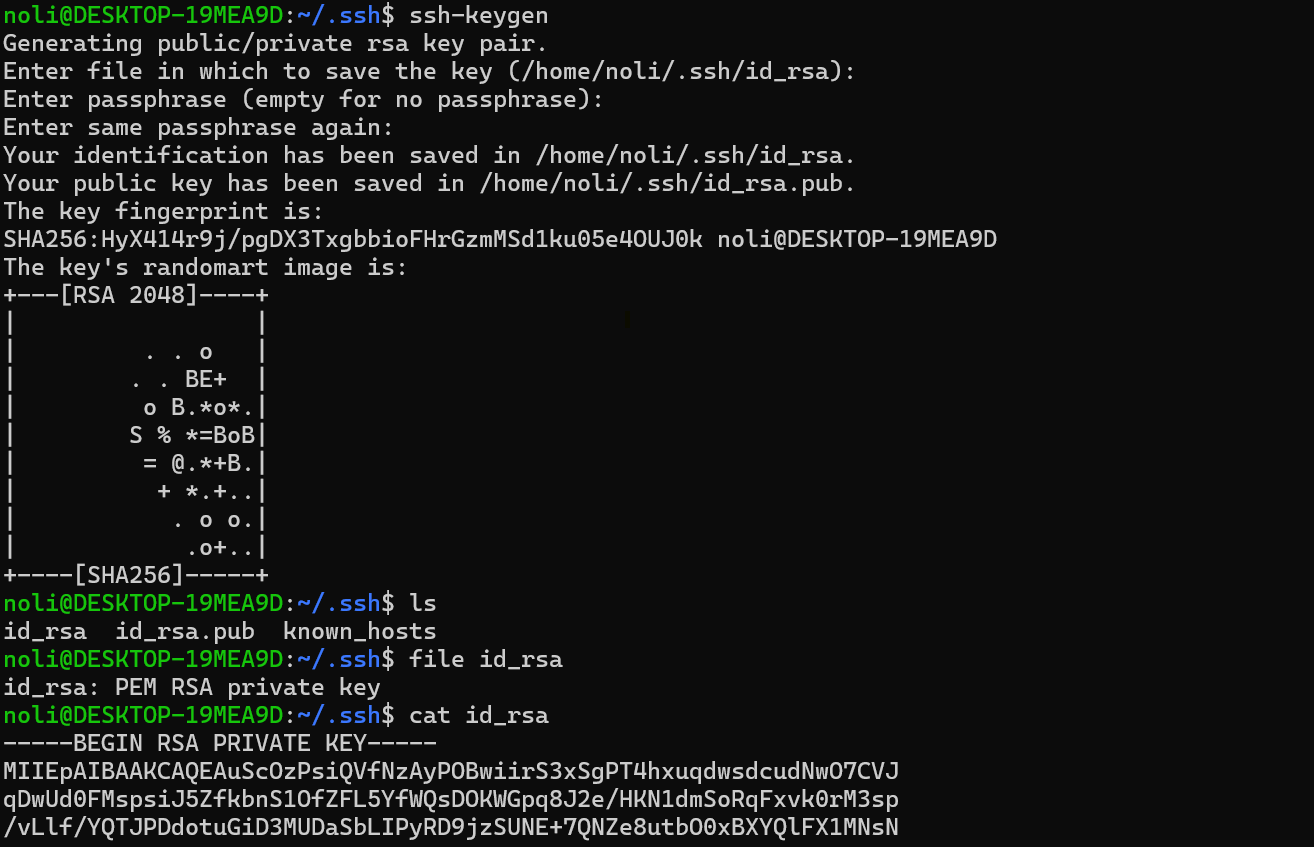 noli@DESKTOP-19MEA9D:~/.ssh$ ssh-keygen
Generating public/private rsa key pair.
Enter file in which to save the key (/home/noli/.ssh/id_rsa):
Enter passphrase (empty for no passphrase):
Enter same passphrase again:
Your identification has been saved in /home/noli/.ssh/id_rsa.
Your public key has been saved in /home/noli/.ssh/id_rsa.pub.
The key fingerprint is:
SHA256:HyX414r9j/pgDX3TxgbbioFHrGzmMSd1ku05e4OUJ0k noli@DESKTOP-19MEA9D
The key's randomart image is:
+---[RSA 2048]----+
|                 |
|         . . o   |
|        . . BE+  |
|         o B.*o*.|
|        S % *=BoB|
|         = @.*+B.|
|          + *.+..|
|           . o o.|
|            .o+..|
+----[SHA256]-----+
noli@DESKTOP-19MEA9D:~/.ssh$ ls
id_rsa  id_rsa.pub  known_hosts
noli@DESKTOP-19MEA9D:~/.ssh$ file id_rsa
id_rsa: PEM RSA private key
noli@DESKTOP-19MEA9D:~/.ssh$ cat id_rsa
-----BEGIN RSA PRIVATE KEY-----
MIIEpAIBAAKCAQEAuScOzPsiQVfNzAyPOBwiirS3xSgPT4hxuqdwsdcudNwO7CVJ
qDwUd0FMspsiJ5ZfkbnS1OfZFL5YfWQsDOKWGpq8J2e/HKN1dmSoRqFxvk0rM3sp
/vLlf/YQTJPDdotuGiD3MUDaSbLIPyRD9jzSUNE+7QNZe8utbO0xBXYQlFX1MNsN